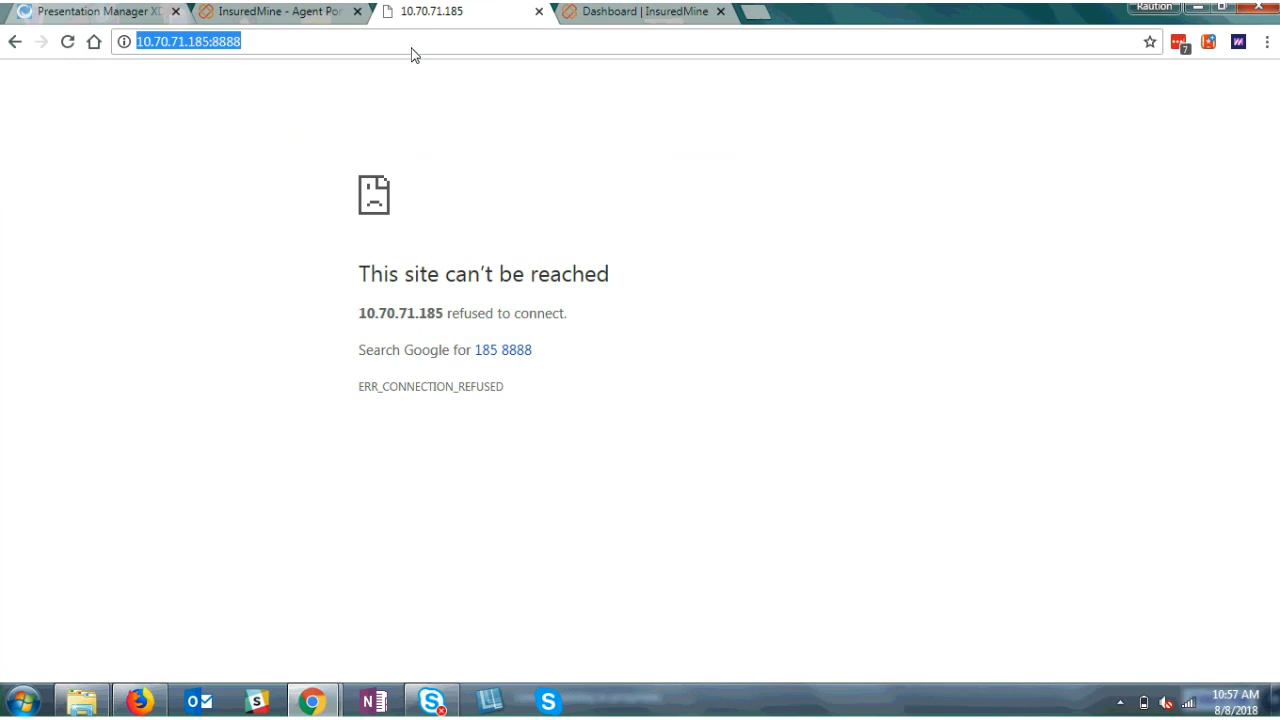 Presentation Manager XD
InsuredMine - Agent Por
10.70.71.185
Dashboard | InsuredMine
Raution
10.70.71.185:8888
7
This site can't be reached
10.70.71.185 refused to connect.
Search Google for 185 8888
ERR_CONNECTION_REFUSED
10:57 AM
8/8/2018